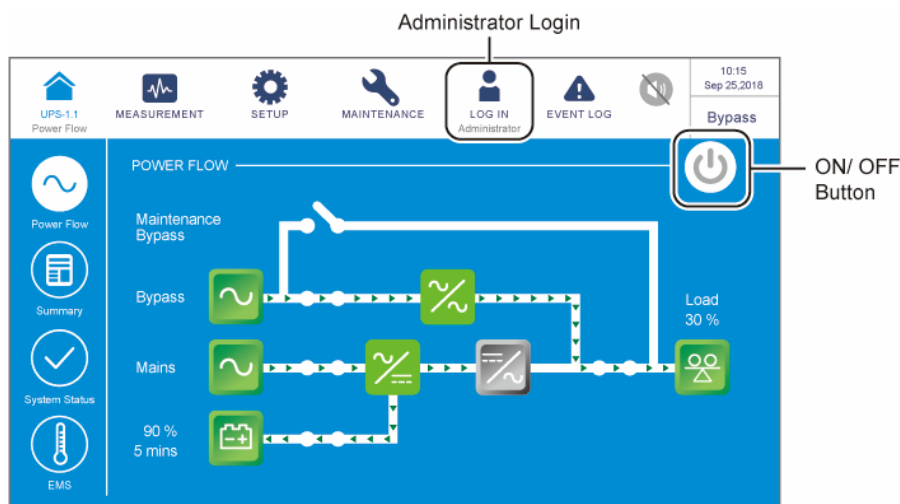 Administrator Login
UPS-1.1
Power Flow
MEASUREMENT
SETUP
MAINTENANCE
LOG IN
Administrator
EVENT LOG
10:15
Sep 25,2018
Bypass
POWER FLOW
ON/ OFF
Button
Power Flow
Summary
System Status
EMS
Maintenance
Bypass
Bypass
Load
30 %
Mains
90 %
5 mins